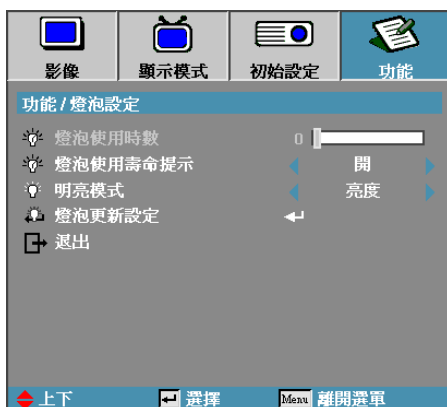 影像 顯示模式 初始設定 功能
功能 / 燈泡設定
燈泡使用時數 0
燈泡使用壽命提示 開
明亮模式 亮度
燈泡更新設定
退出
上下 選擇 Menu 離開選單